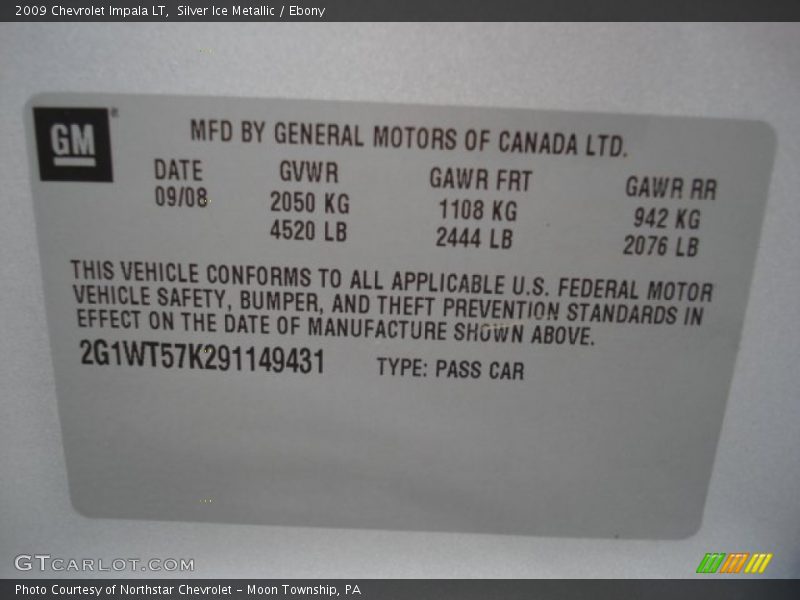 2009 Chevrolet Impala LT, Silver Ice Metallic / Ebony
GM®
MFD BY GENERAL MOTORS OF CANADA LTD.
DATE GVWR GAWR FRT GAWR RR
09/08 2050 KG 1108 KG 942 KG
4520 LB 2444 LB 2076 LB
THIS VEHICLE CONFORMS TO ALL APPLICABLE U.S. FEDERAL MOTOR
VEHICLE SAFETY, BUMPER, AND THEFT PREVENTION STANDARDS IN
EFFECT ON THE DATE OF MANUFACTURE SHOWN ABOVE.
2G1WT57K291149431 TYPE: PASS CAR
GTCARLOT.COM
Photo Courtesy of Northstar Chevrolet - Moon Township, PA